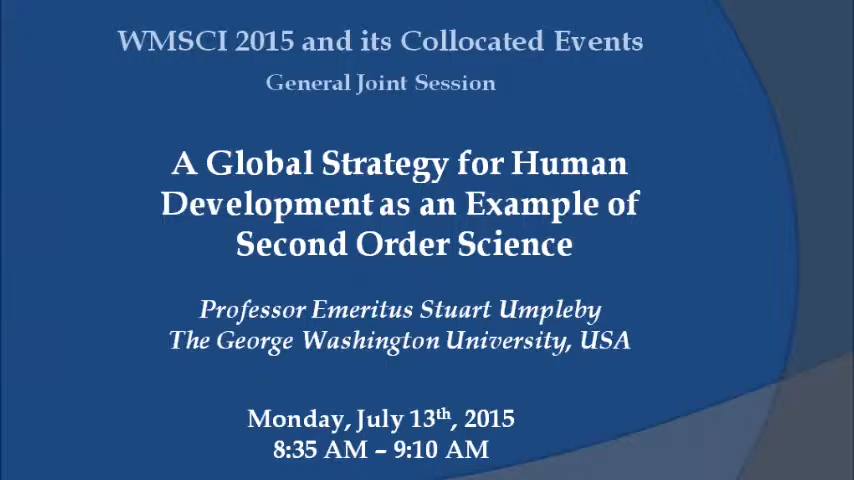 WMSCI 2015 and its Collocated Events
General Joint Session
A Global Strategy for Human
Development as an Example of
Second Order Science
Professor Emeritus Stuart Umpleby
The George Washington University, USA
Monday, July 13th, 2015
8:35 AM – 9:10 AM